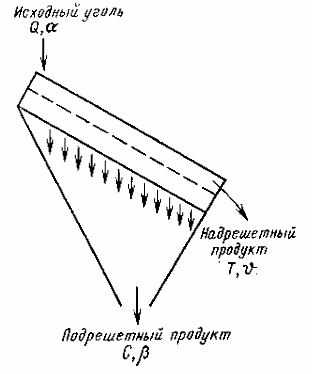 Исходный уголь
Q, α
Надрешетный
продукт
T, ϑ
Подрешетный продукт
C, β